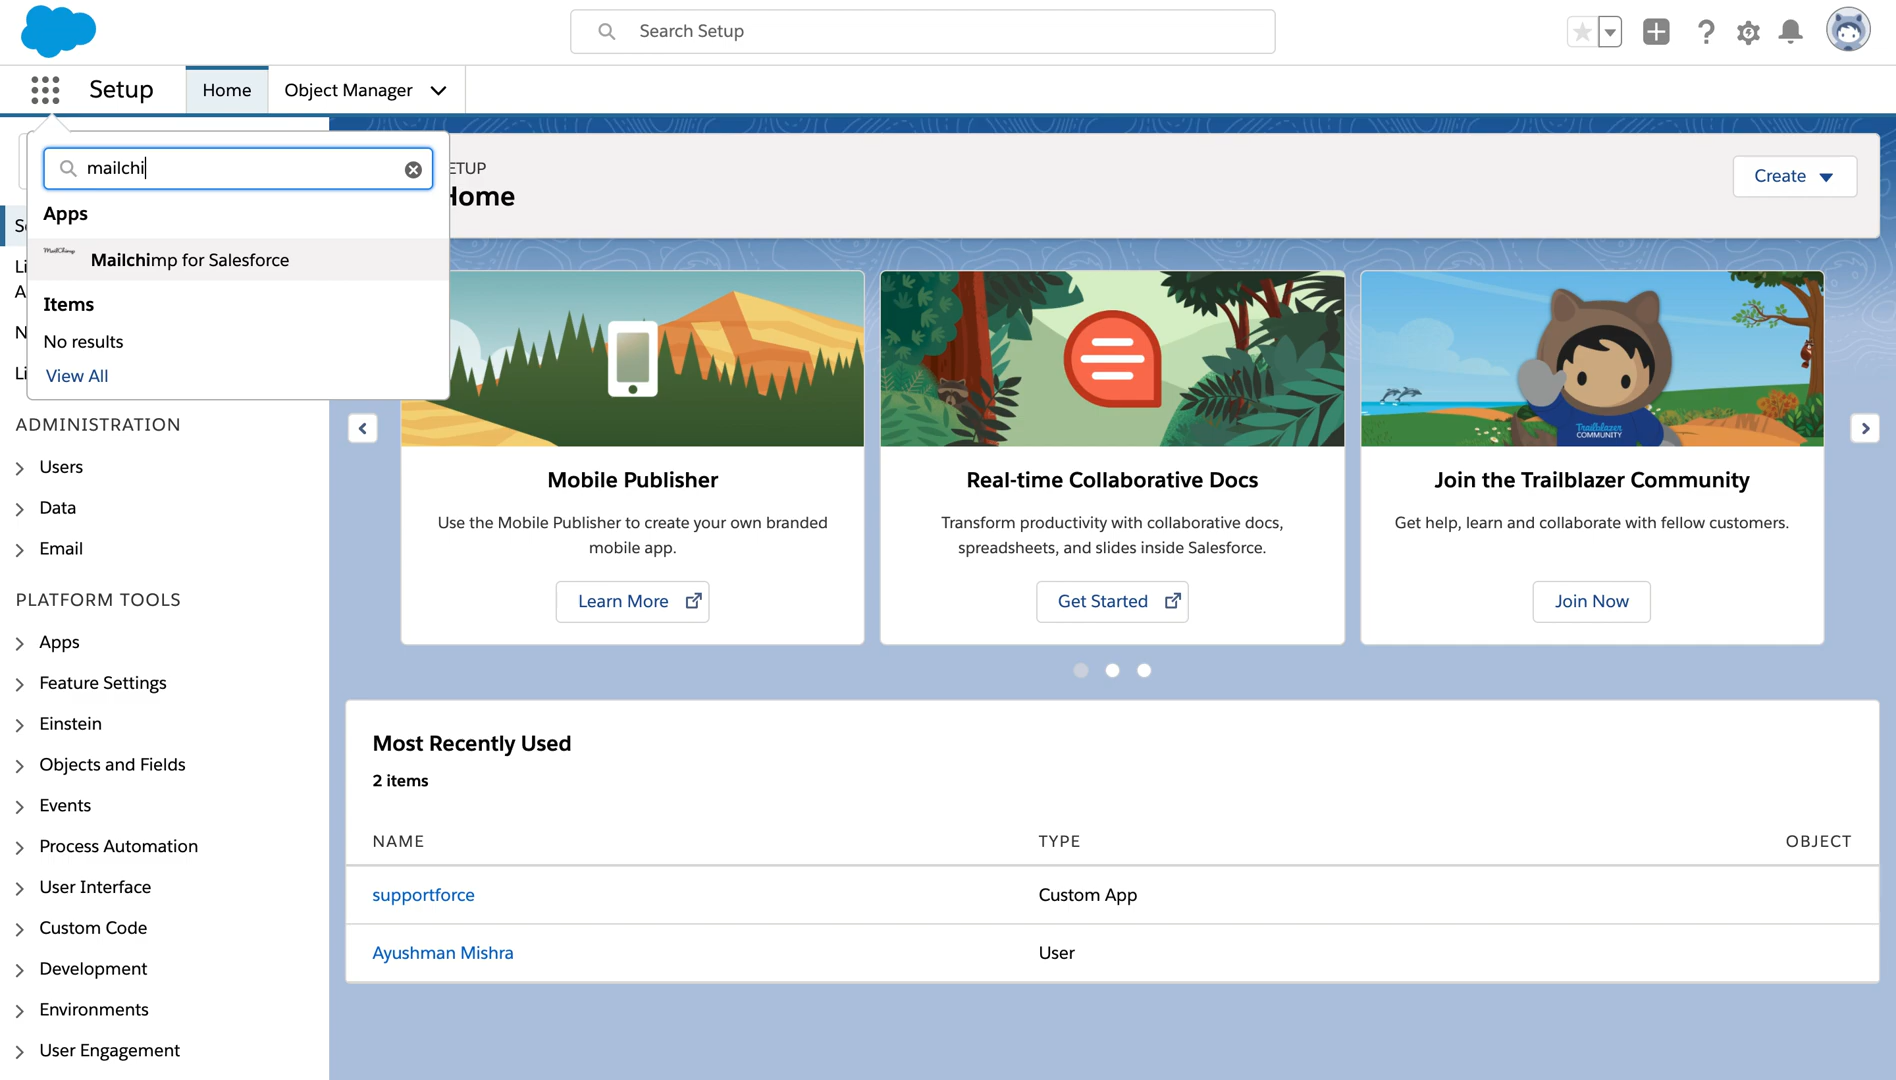 Search Setup
Setup
Home
Object Manager
mailchi
Apps
MailChimp
Mailchimp for Salesforce
Items
No results
View All
ETUP
Home
Create
ADMINISTRATION
Users
Data
Email
PLATFORM TOOLS
Apps
Feature Settings
Einstein
Objects and Fields
Events
Process Automation
User Interface
Custom Code
Development
Environments
User Engagement
Mobile Publisher
Use the Mobile Publisher to create your own branded
mobile app.
Learn More
Real-time Collaborative Docs
Transform productivity with collaborative docs,
spreadsheets, and slides inside Salesforce.
Get Started
Trailblazer
COMMUNITY
Join the Trailblazer Community
Get help, learn and collaborate with fellow customers.
Join Now
Most Recently Used
2 items
NAME TYPE OBJECT
supportforce Custom App
Ayushman Mishra User